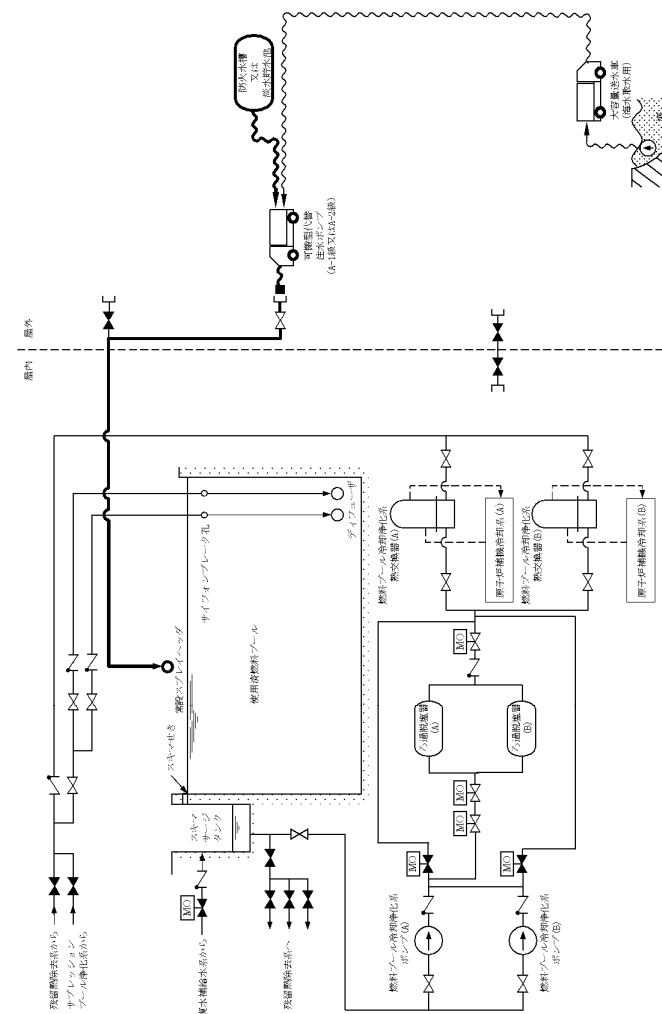 屋外
屋内
防火水槽
又は
淡水貯水池
可搬型代替
注水ポンプ
(A-1級又はA-2級)
大容量送水車
(海水取水用)
常設スプレイヘッダ
サイフォンブレーク孔
ディフューザ
使用済燃料プール
スキマせき
スキマ
サージ
タンク
残留熱除去系から
サプレッション
プール浄化系から
復水補給水系から
残留熱除去系へ
MO
MO
MO
MO
MO
MO
燃料プール冷却浄化系
熱交換器(A)
原子炉補機冷却系(A)
燃料プール冷却浄化系
熱交換器(B)
原子炉補機冷却系(B)
ろ過脱塩器
(A)
ろ過脱塩器
(B)
燃料プール冷却浄化系
ポンプ(A)
燃料プール冷却浄化系
ポンプ(B)